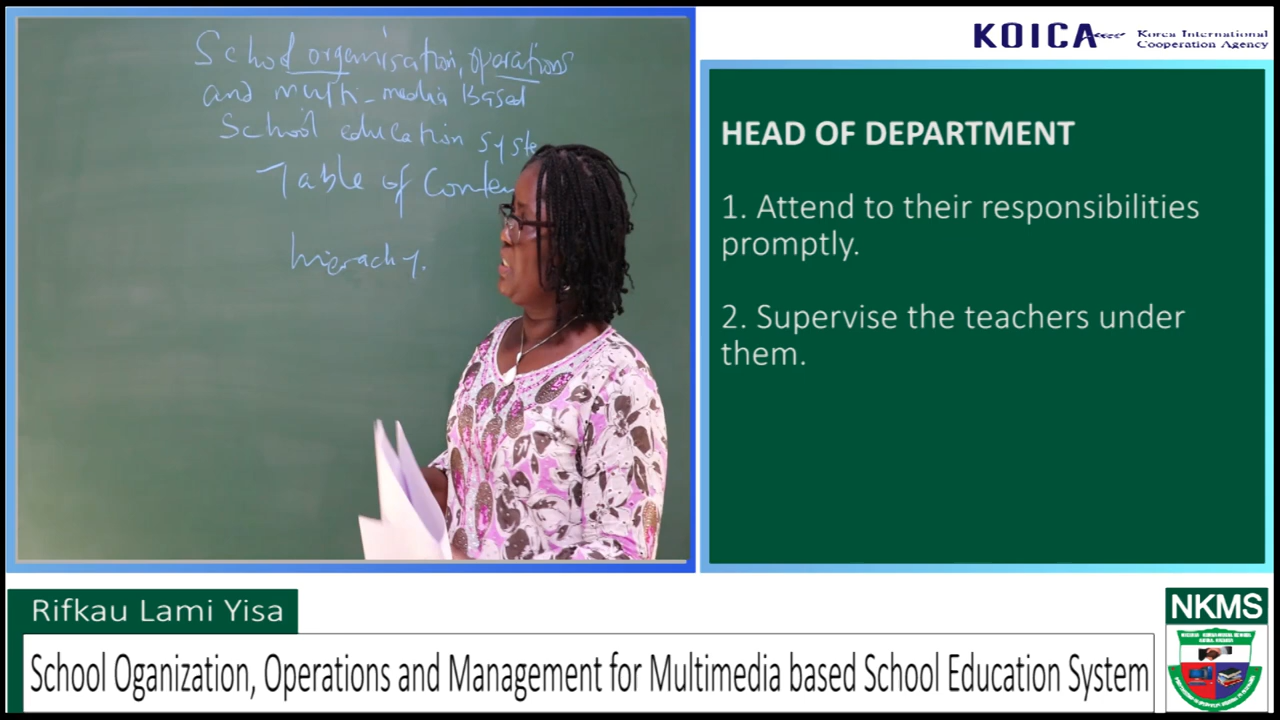 School organisation, operations
and multi-media Based
School education syste
Table of Conten
hierachy.
KOICA
Korea International
Cooperation Agency
HEAD OF DEPARTMENT
1. Attend to their responsibilities
promptly.
2. Supervise the teachers under
them.
Rifkau Lami Yisa
School Oganization, Operations and Management for Multimedia based School Education System
NKMS